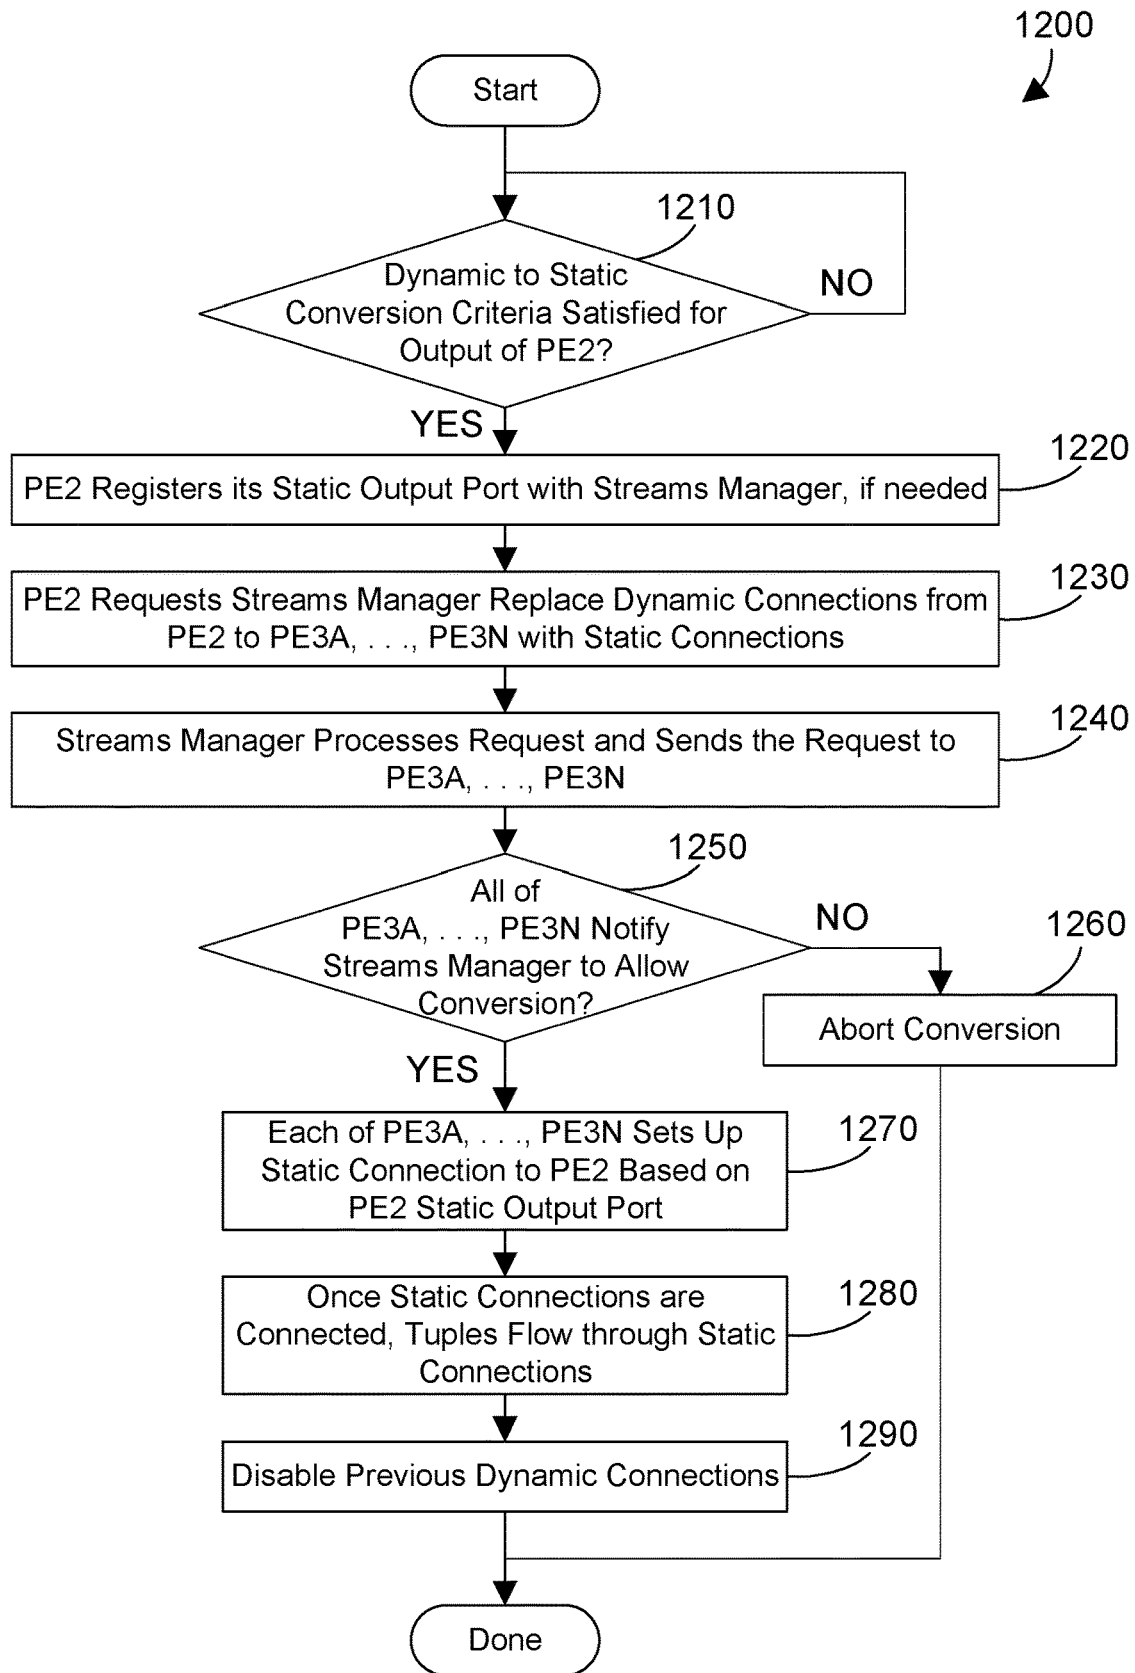 1200
Start
1210
Dynamic to Static
Conversion Criteria Satisfied for
Output of PE2?
NO
YES
1220
PE2 Registers its Static Output Port with Streams Manager, if needed
1230
PE2 Requests Streams Manager Replace Dynamic Connections from
PE2 to PE3A, . . ., PE3N with Static Connections
1240
Streams Manager Processes Request and Sends the Request to
PE3A, . . ., PE3N
1250
All of
PE3A, . . ., PE3N Notify
Streams Manager to Allow
Conversion?
NO
1260
Abort Conversion
YES
1270
Each of PE3A, . . ., PE3N Sets Up
Static Connection to PE2 Based on
PE2 Static Output Port
1280
Once Static Connections are
Connected, Tuples Flow through Static
Connections
1290
Disable Previous Dynamic Connections
Done